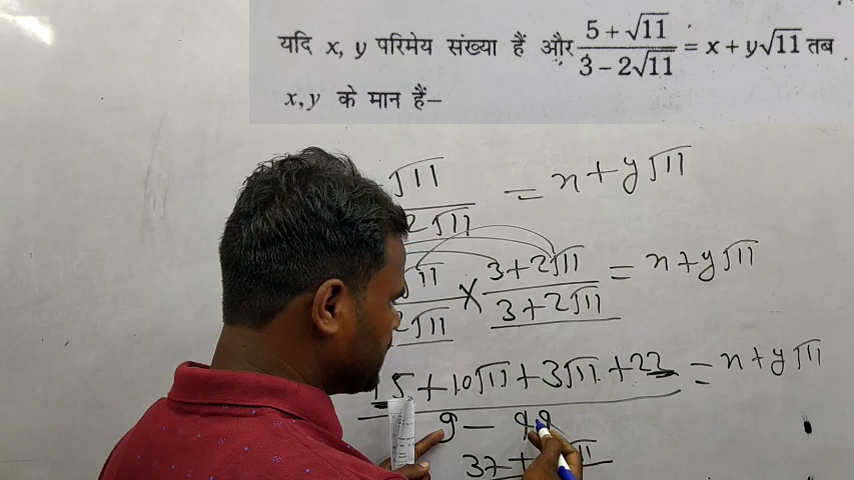 यदि x, y परिमेय संख्या हैं और (5 + √11)/(3 − 2√11) = x + y√11 तब
x, y के मान हैं–
√11 / 2√11 = x + y√11
√11 / √11 × (3 + 2√11)/(3 + 2√11) = x + y√11
15 + 10√11 + 3√11 + 22 = x + y√11
9 −
37 + √11